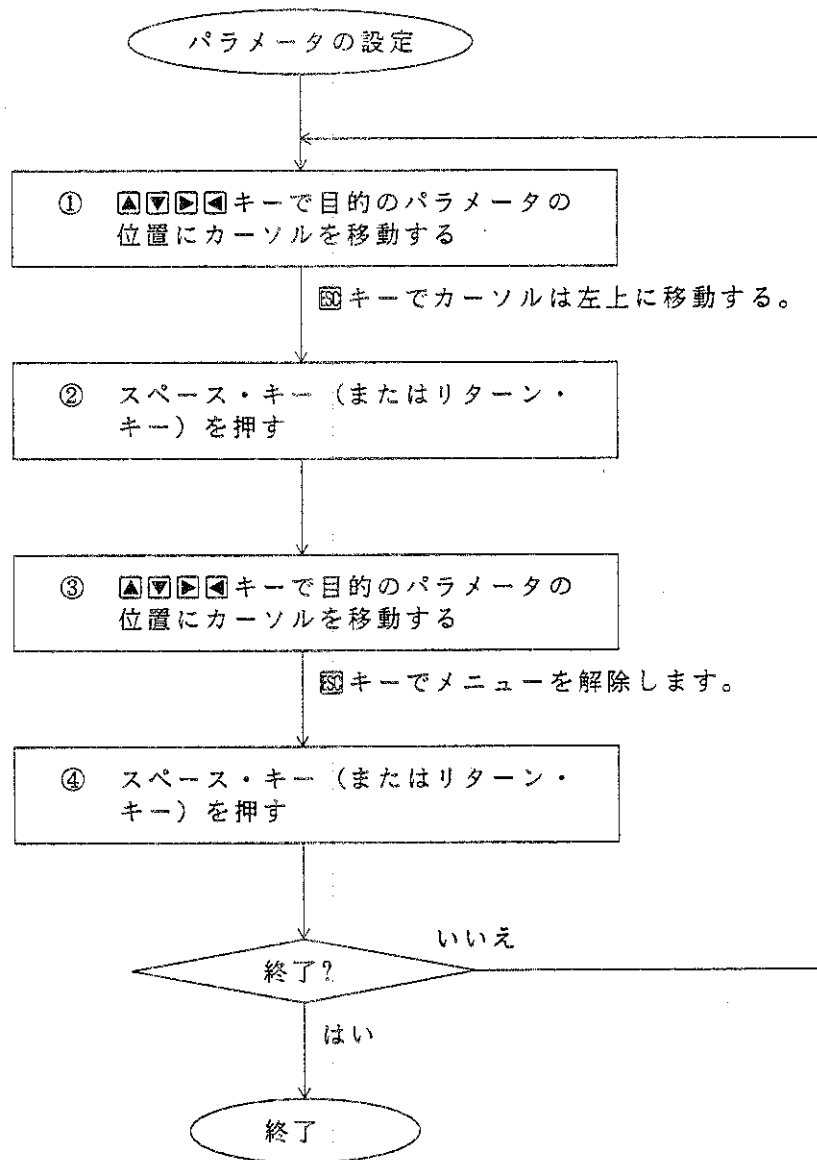 パラメータの設定
① ▲▼▶◀キーで目的のパラメータの
位置にカーソルを移動する
ESCキーでカーソルは左上に移動する。
② スペース・キー(またはリターン・
キー)を押す
③ ▲▼▶◀キーで目的のパラメータの
位置にカーソルを移動する
ESCキーでメニューを解除します。
④ スペース・キー(またはリターン・
キー)を押す
いいえ
終了?
はい
終了